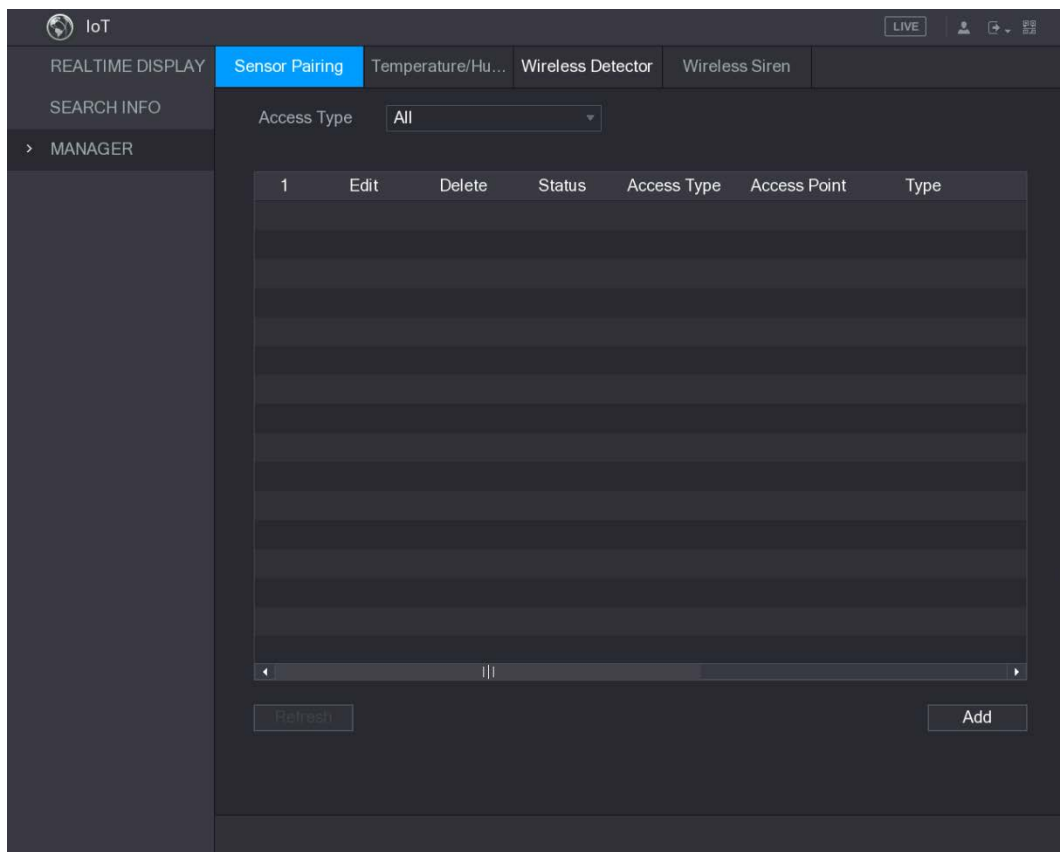 IoT LIVE
REALTIME DISPLAY
SEARCH INFO
> MANAGER
Sensor Pairing Temperature/Hu... Wireless Detector Wireless Siren
Access Type All
1 Edit Delete Status Access Type Access Point Type
Refresh Add